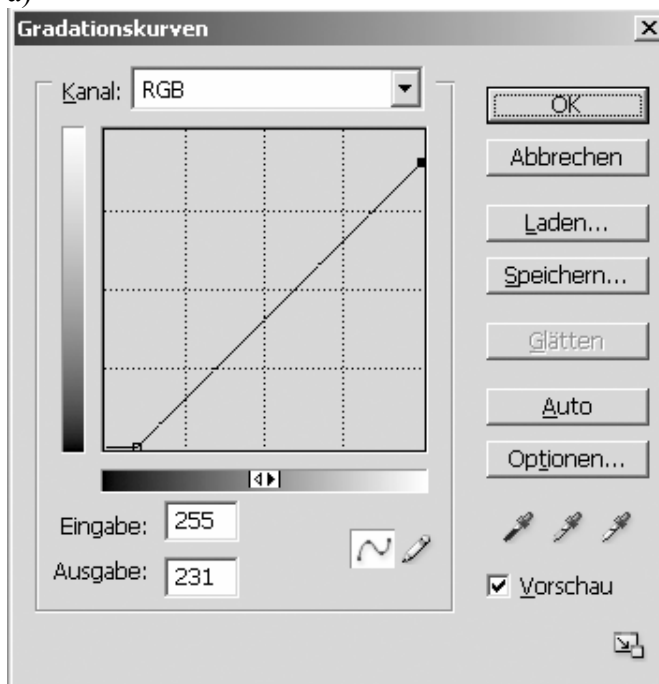 a)
Gradationskurven
Kanal: RGB
OK
Abbrechen
Laden...
Speichern...
Glätten
Auto
Optionen...
Eingabe: 255
Ausgabe: 231
Vorschau